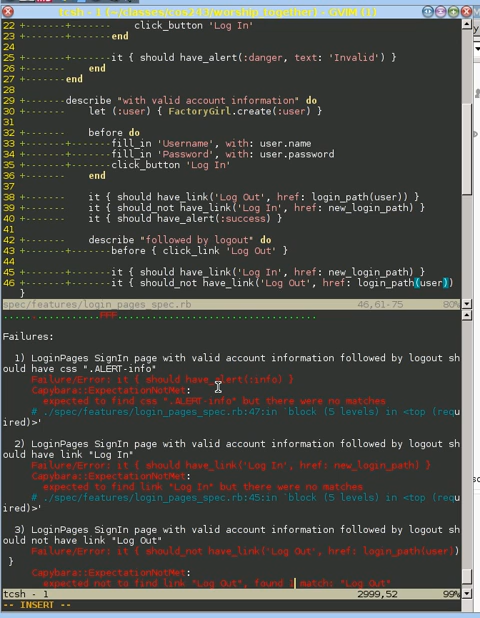 tcsh - 1 (~/classes/cos243/worship_together) - GVIM (1)
22 +-------        click_button 'Log In'
23 +-------+-------end
24
25 +-------+-------it { should have_alert(:danger, text: 'Invalid') }
26 +-------    end
27 +-------end
28
29 +-------describe "with valid account information" do
30 +-------    let (:user) { FactoryGirl.create(:user) }
31
32 +-------    before do
33 +-------+-------fill_in 'Username', with: user.name
34 +-------+-------fill_in 'Password', with: user.password
35 +-------+-------click_button 'Log In'
36 +-------    end
37
38 +-------    it { should have_link('Log Out', href: login_path(user)) }
39 +-------    it { should_not have_link('Log In', href: new_login_path) }
40 +-------    it { should have_alert(:success) }
41
42 +-------    describe "followed by logout" do
43 +-------+-------before { click_link 'Log Out' }
44
45 +-------+-------it { should have_link('Log In', href: new_login_path) }
46 +-------+-------it { should_not have_link('Log Out', href: login_path(user))
}
spec/features/login_pages_spec.rb 46,61-75 80%
Failures:
1) LoginPages SignIn page with valid account information followed by logout sh
ould have css ".ALERT-info"
Failure/Error: it { should have_alert(:info) }
Capybara::ExpectationNotMet:
expected to find css ".ALERT-info" but there were no matches
# ./spec/features/login_pages_spec.rb:47:in `block (5 levels) in <top (requ
ired)>'
2) LoginPages SignIn page with valid account information followed by logout sh
ould have link "Log In"
Failure/Error: it { should have_link('Log In', href: new_login_path) }
Capybara::ExpectationNotMet:
expected to find link "Log In" but there were no matches
# ./spec/features/login_pages_spec.rb:45:in `block (5 levels) in <top (requ
ired)>'
3) LoginPages SignIn page with valid account information followed by logout sh
ould not have link "Log Out"
Failure/Error: it { should_not have_link('Log Out', href: login_path(user))
}
Capybara::ExpectationNotMet:
expected not to find link "Log Out", found 1 match: "Log Out"
tcsh - 1 2999,52 99%
-- INSERT --